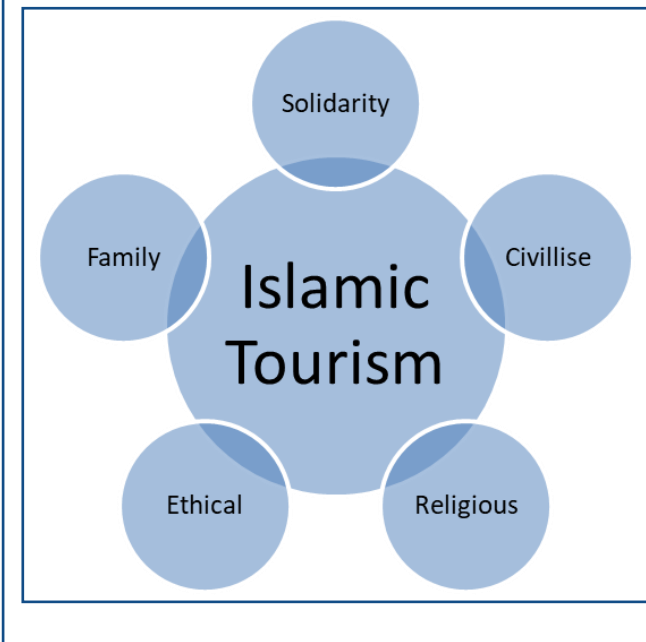 Solidarity
Family
Civillise
Islamic
Tourism
Ethical
Religious